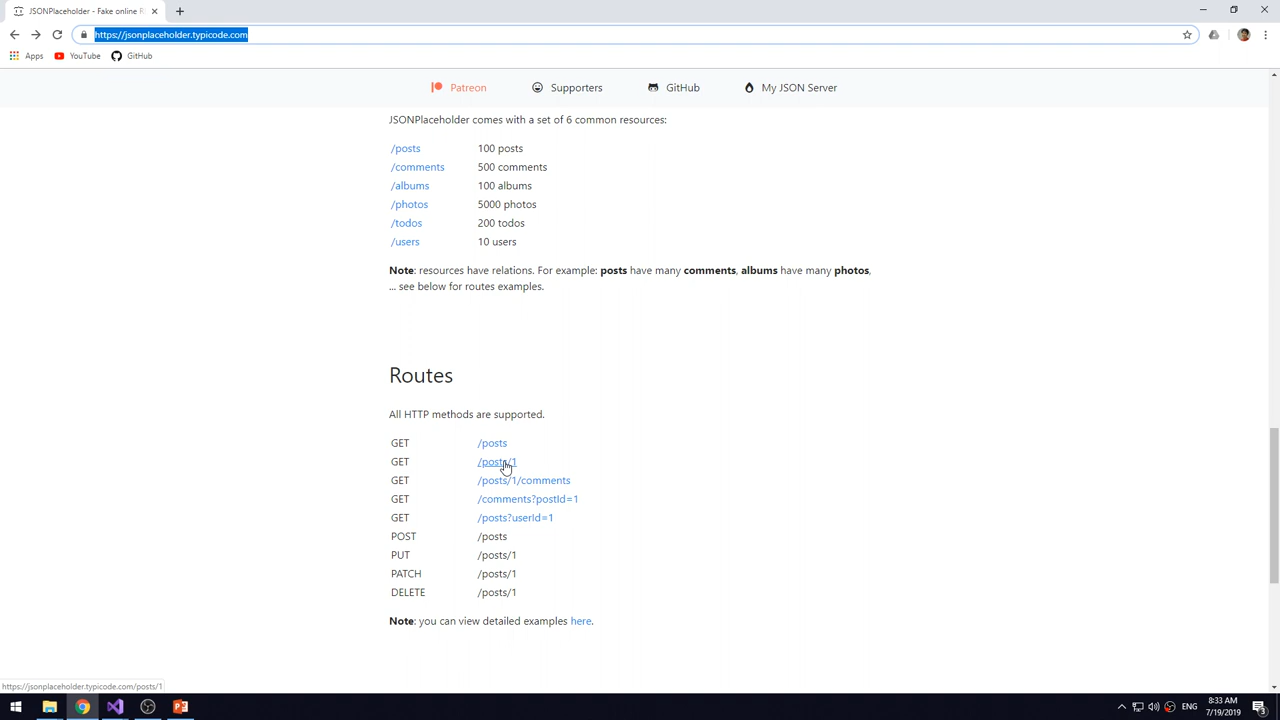 JSONPlaceholder - Fake online R
https://jsonplaceholder.typicode.com
Apps YouTube GitHub
Patreon Supporters GitHub My JSON Server
JSONPlaceholder comes with a set of 6 common resources:
/posts 100 posts
/comments 500 comments
/albums 100 albums
/photos 5000 photos
/todos 200 todos
/users 10 users
Note: resources have relations. For example: posts have many comments, albums have many photos,
... see below for routes examples.
Routes
All HTTP methods are supported.
GET /posts
GET /posts/1
GET /posts/1/comments
GET /comments?postId=1
GET /posts?userId=1
POST /posts
PUT /posts/1
PATCH /posts/1
DELETE /posts/1
Note: you can view detailed examples here.
https://jsonplaceholder.typicode.com/posts/1
ENG
8:33 AM
7/19/2019
3